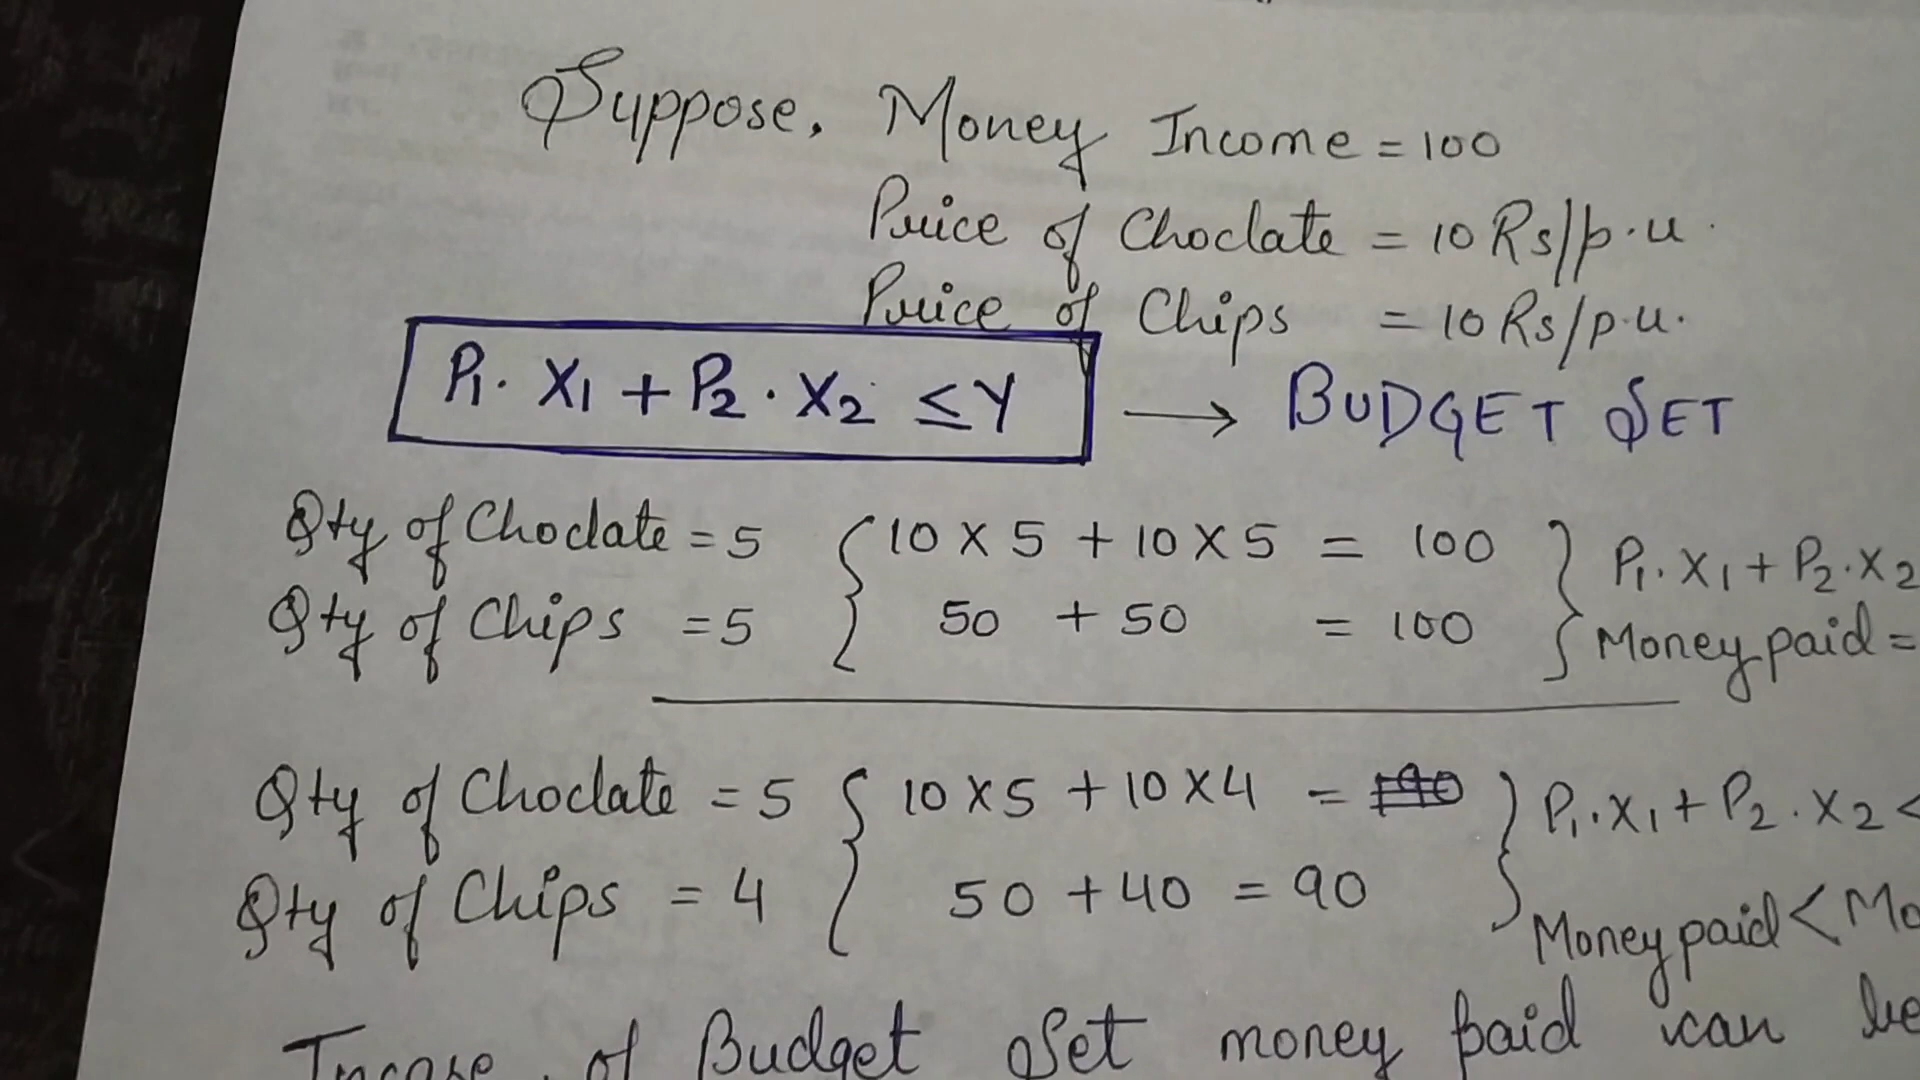 Suppose, Money Income = 100
Price of Choclate = 10 Rs//p.u.
Price of Chips = 10 Rs/p.u.
P1. X1 + P2 . X2 ≤ Y → BUDGET SET
Qty of Choclate = 5 { 10 X 5 + 10 X 5 = 100 } P1. X1 + P2. X2
Qty of Chips = 5 { 50 + 50 = 100 } Money paid =
Qty of Choclate = 5 { 10 X 5 + 10 X 4 = } P1. X1 + P2. X2 <
Qty of Chips = 4 { 50 + 40 = 90 } Money paid <
Incase of Budget Set money paid can be